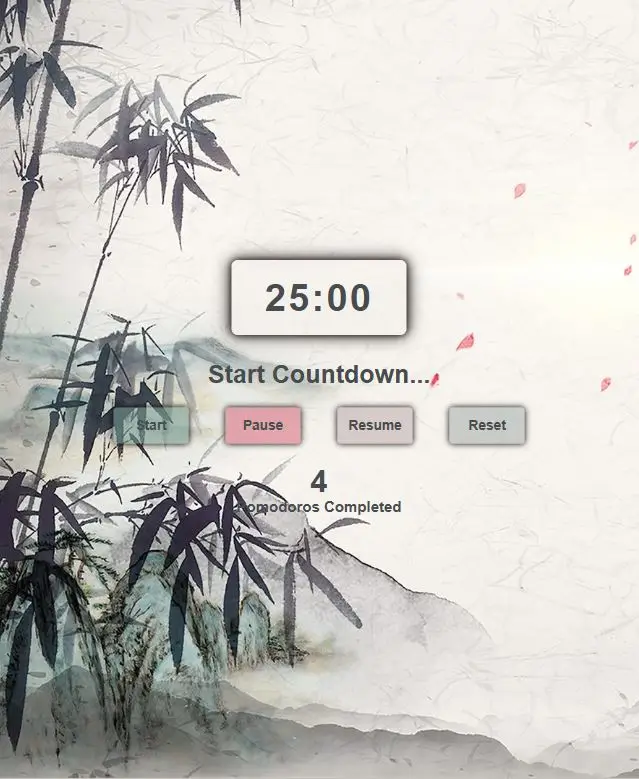 25:00
Start Countdown...
Start Pause Resume Reset
4
Pomodoros Completed